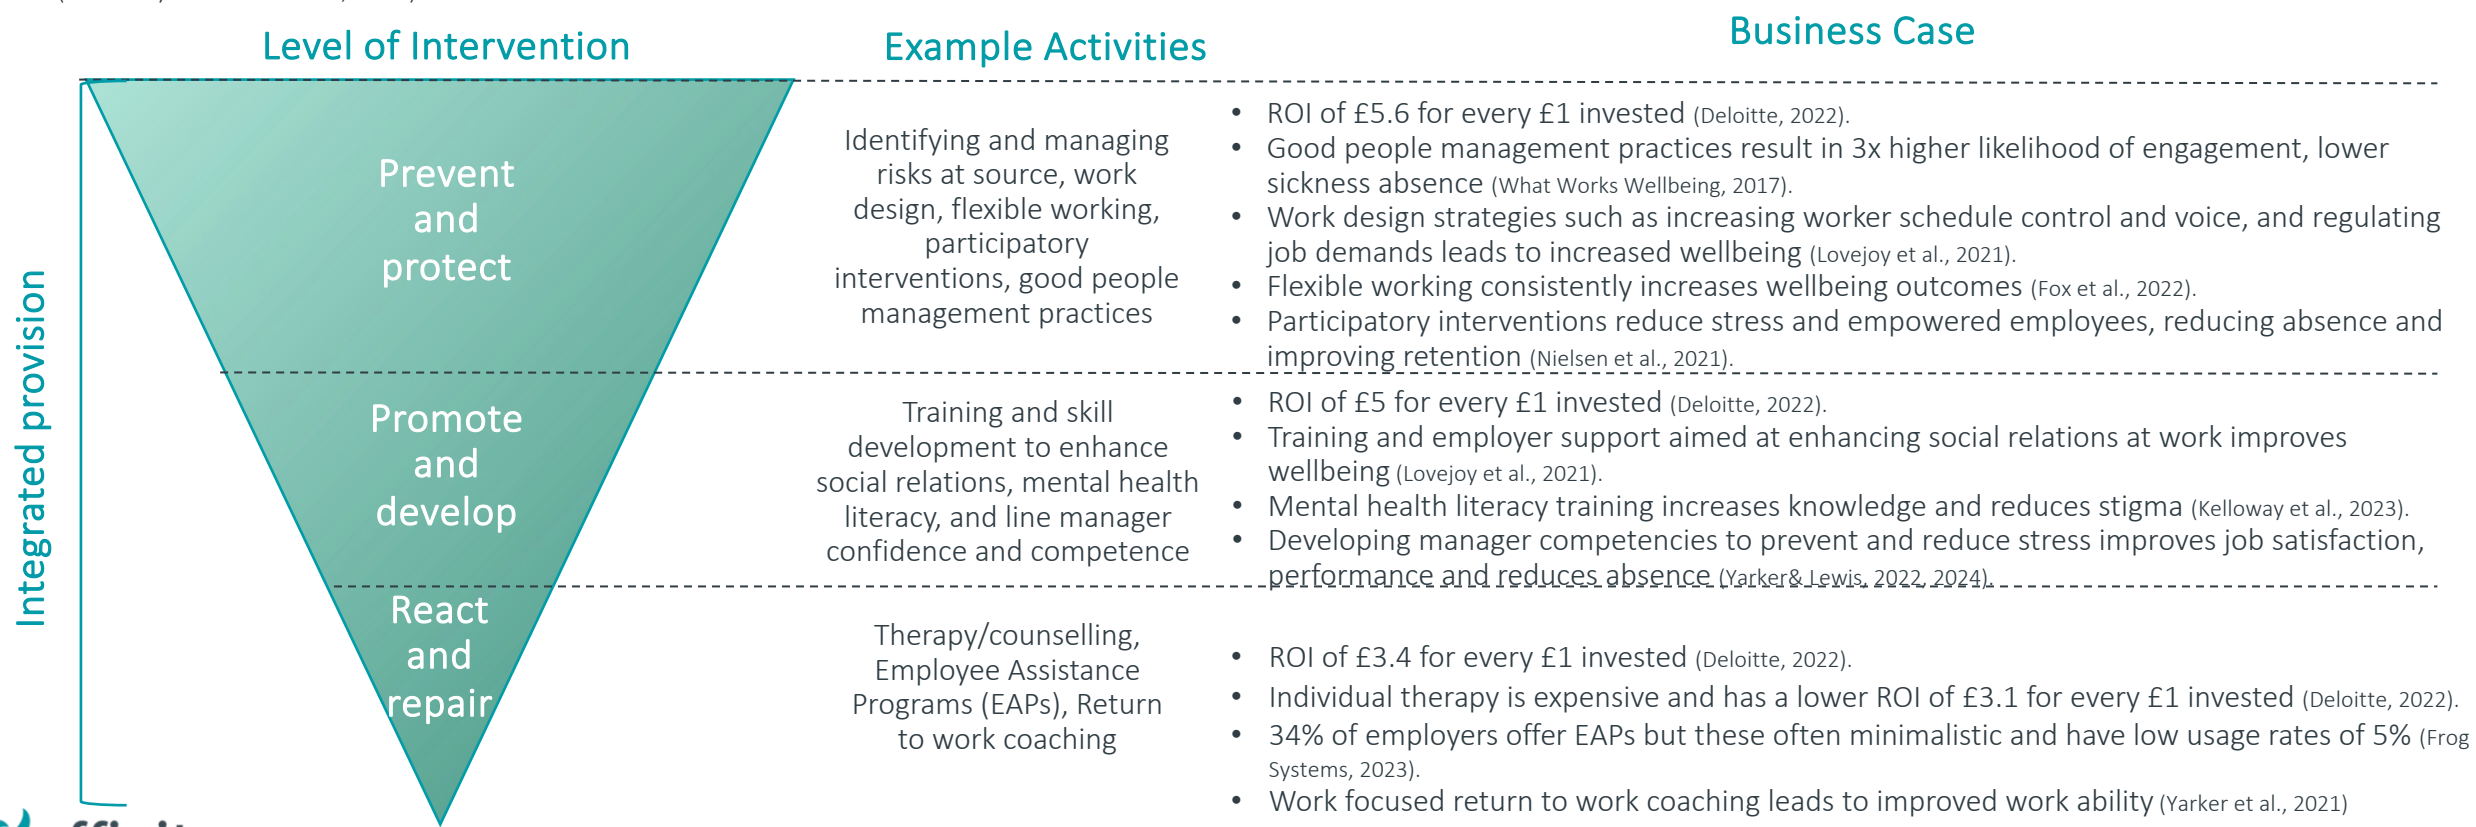 Level of Intervention
Example Activities
Business Case
Integrated provision
Prevent
and
protect
Identifying and managing
risks at source, work
design, flexible working,
participatory
interventions, good people
management practices
• ROI of £5.6 for every £1 invested (Deloitte, 2022).
• Good people management practices result in 3x higher likelihood of engagement, lower
sickness absence (What Works Wellbeing, 2017).
• Work design strategies such as increasing worker schedule control and voice, and regulating
job demands leads to increased wellbeing (Lovejoy et al., 2021).
• Flexible working consistently increases wellbeing outcomes (Fox et al., 2022).
• Participatory interventions reduce stress and empowered employees, reducing absence and
improving retention (Nielsen et al., 2021).
Promote
and
develop
Training and skill
development to enhance
social relations, mental health
literacy, and line manager
confidence and competence
• ROI of £5 for every £1 invested (Deloitte, 2022).
• Training and employer support aimed at enhancing social relations at work improves
wellbeing (Lovejoy et al., 2021).
• Mental health literacy training increases knowledge and reduces stigma (Kelloway et al., 2023).
• Developing manager competencies to prevent and reduce stress improves job satisfaction,
performance and reduces absence (Yarker& Lewis, 2022, 2024).
React
and
repair
Therapy/counselling,
Employee Assistance
Programs (EAPs), Return
to work coaching
• ROI of £3.4 for every £1 invested (Deloitte, 2022).
• Individual therapy is expensive and has a lower ROI of £3.1 for every £1 invested (Deloitte, 2022).
• 34% of employers offer EAPs but these often minimalistic and have low usage rates of 5% (Frog
Systems, 2023).
• Work focused return to work coaching leads to improved work ability (Yarker et al., 2021)